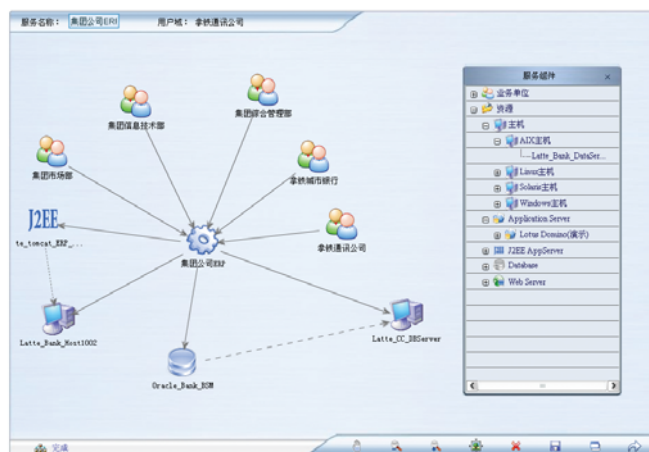 服务名称： 集团公司ERI 用户域： 拿铁通讯公司
集团信息技术部
集团综合管理部
集团市场部
拿铁城市银行
J2EE
te_tomcat_ERP_...
拿铁通讯公司
集团公司ERP
Latte_Bank_Host1002
Latte_CC_DBServer
Oracle_Bank_BSM
服务组件
业务单位
资源
主机
AIX主机
Latte_Bank_DataSer...
Linux主机
Solaris主机
Windows主机
Application Server
Lotus Domino(演示)
J2EE AppServer
Database
Web Server
完成